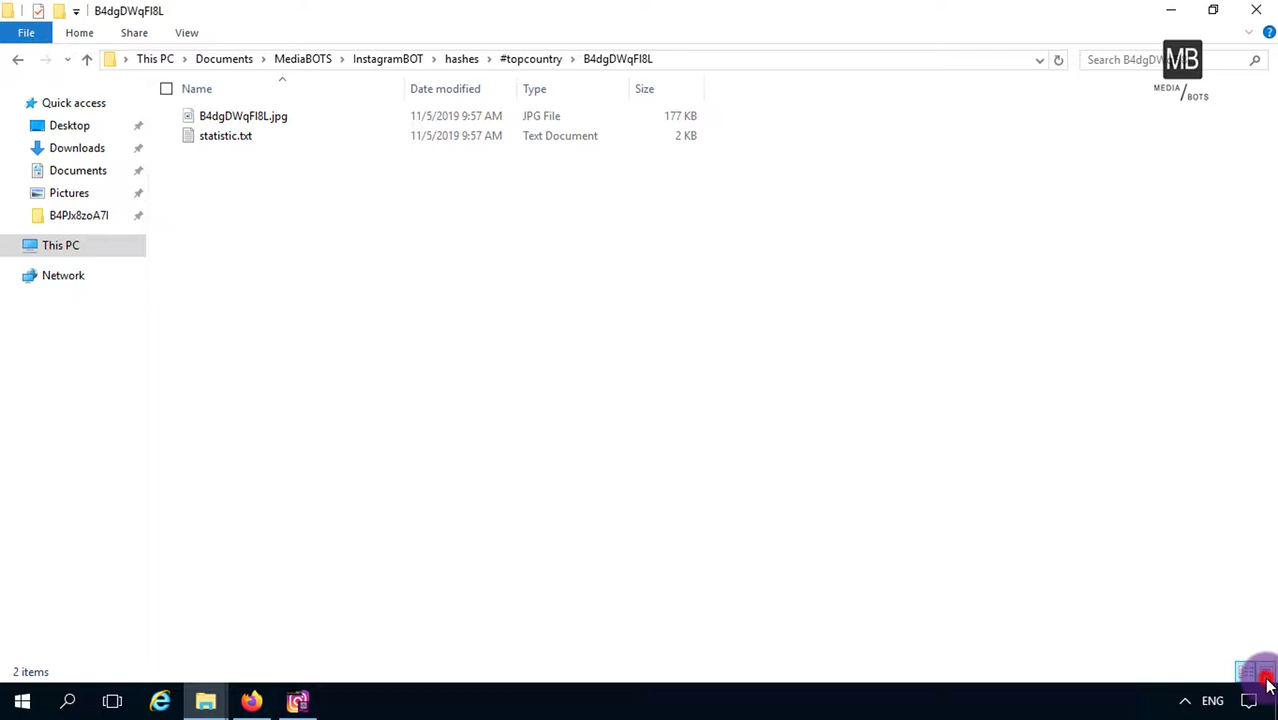 B4dgDWqFI8L
File Home Share View
This PC Documents MediaBOTS InstagramBOT hashes #topcountry B4dgDWqFI8L
Search B4dgDW
MB
MEDIA
/BOTS
Name Date modified Type Size
B4dgDWqFI8L.jpg 11/5/2019 9:57 AM JPG File 177 KB
statistic.txt 11/5/2019 9:57 AM Text Document 2 KB
Quick access
Desktop
Downloads
Documents
Pictures
B4PJx8zoA7I
This PC
Network
2 items
ENG